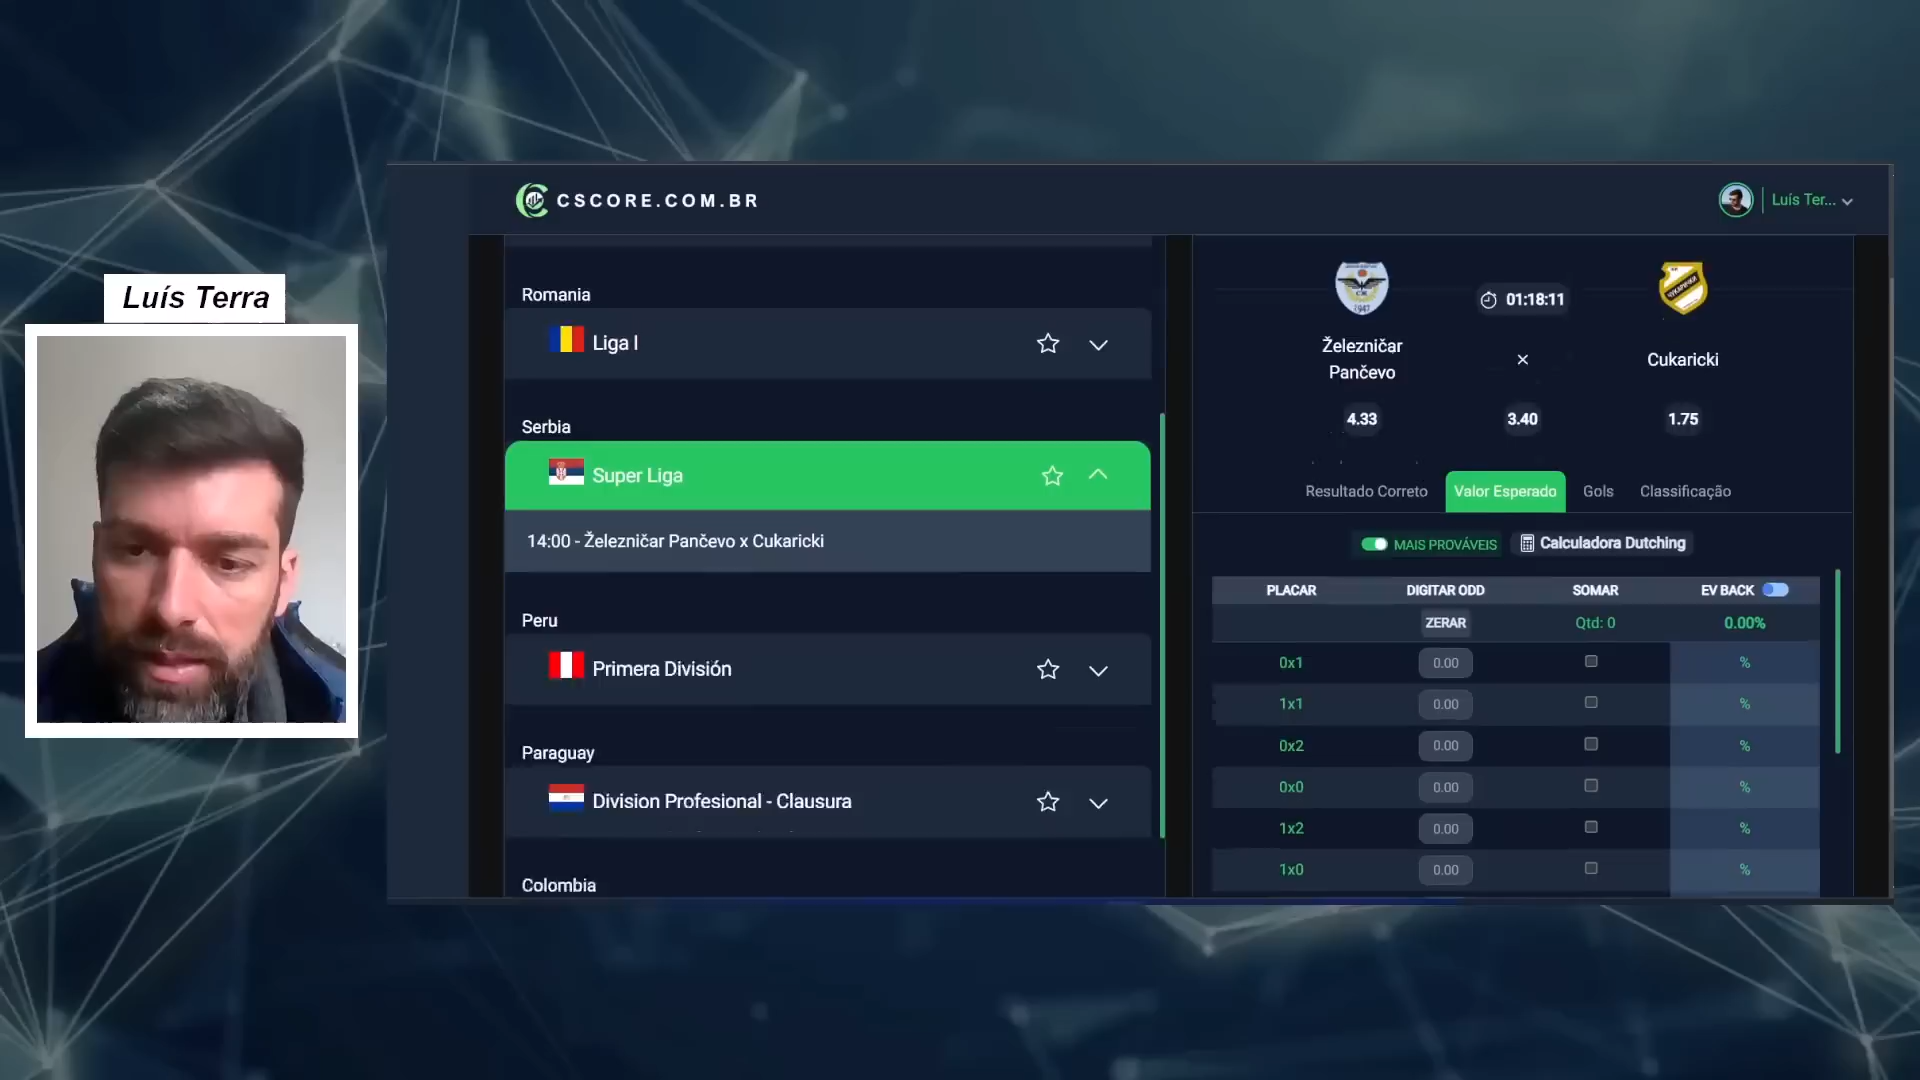 Luís Terra
CSCORE.COM.BR
Luís Ter...
Romania
Liga I
Serbia
Super Liga
14:00 - Železničar Pančevo x Cukaricki
Peru
Primera División
Paraguay
Division Profesional - Clausura
Colombia
01:18:11
Železničar
Pančevo
×
Cukaricki
4.33 3.40 1.75
Resultado Correto Valor Esperado Gols Classificação
MAIS PROVÁVEIS Calculadora Dutching
PLACAR DIGITAR ODD SOMAR EV BACK
ZERAR Qtd: 0 0.00%
0x1 0.00 %
1x1 0.00 %
0x2 0.00 %
0x0 0.00 %
1x2 0.00 %
1x0 0.00 %